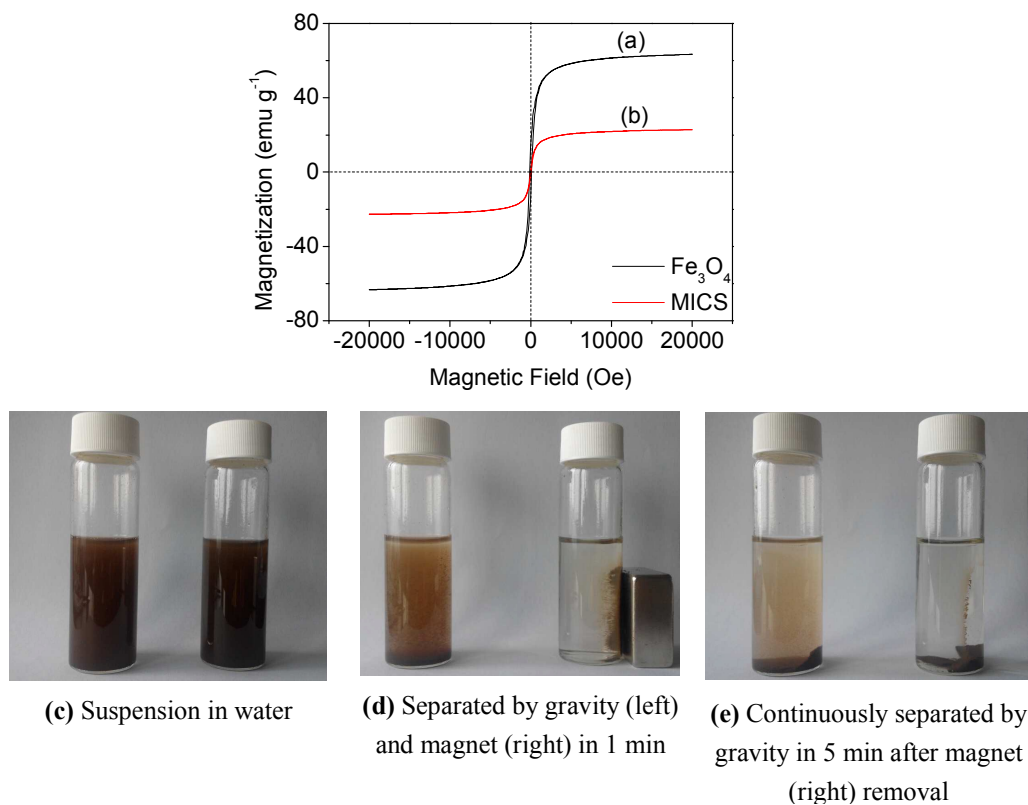 80
(a)
40
(b)
0
-40
Fe₃O₄
MICS
-80
-20000 -10000 0 10000 20000
Magnetization (emu g⁻¹)
Magnetic Field (Oe)
(c) Suspension in water
(d) Separated by gravity (left)
and magnet (right) in 1 min
(e) Continuously separated by
gravity in 5 min after magnet
(right) removal